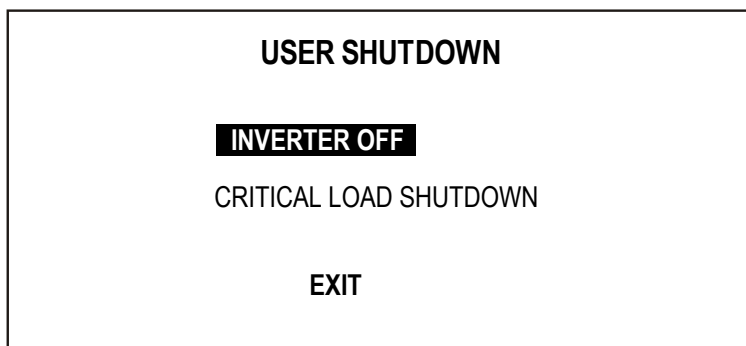 USER SHUTDOWN
INVERTER OFF
CRITICAL LOAD SHUTDOWN
EXIT